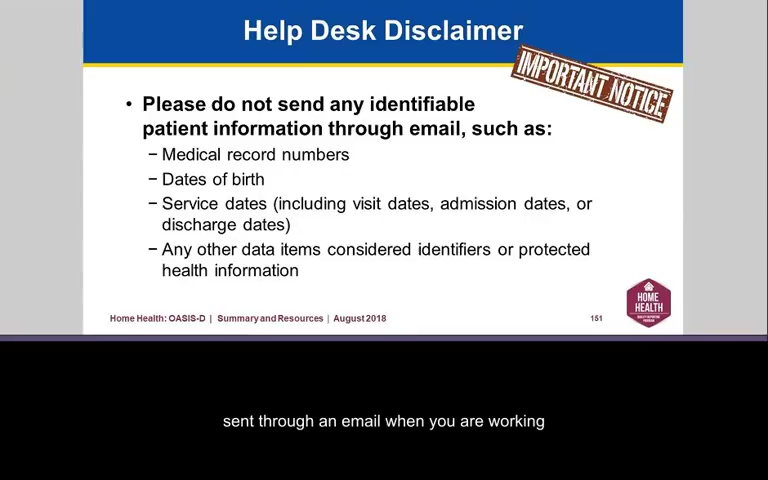 Help Desk Disclaimer
IMPORTANT NOTICE
• Please do not send any identifiable
patient information through email, such as:
− Medical record numbers
− Dates of birth
− Service dates (including visit dates, admission dates, or
discharge dates)
− Any other data items considered identifiers or protected
health information
HOME
HEALTH
Home Health: OASIS-D | Summary and Resources | August 2018
151
sent through an email when you are working